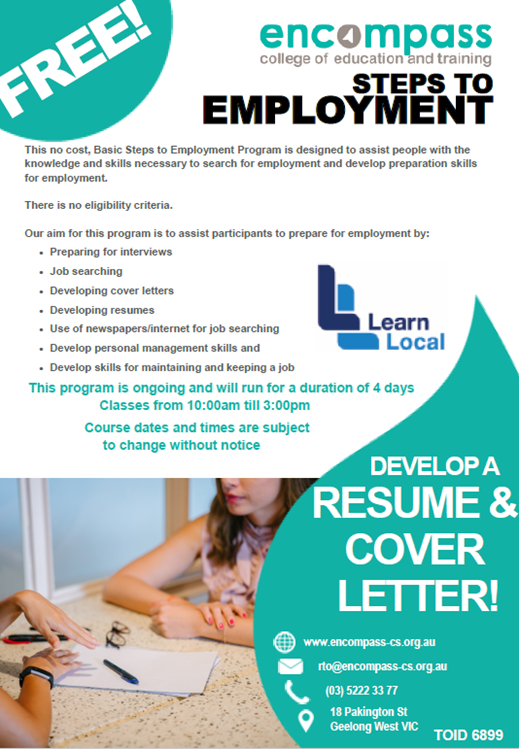 FREE!
encompass
college of education and training
STEPS TO
EMPLOYMENT
This no cost, Basic Steps to Employment Program is designed to assist people with the
knowledge and skills necessary to search for employment and develop preparation skills
for employment.
There is no eligibility criteria.
Our aim for this program is to assist participants to prepare for employment by:
• Preparing for interviews
• Job searching
• Developing cover letters
• Developing resumes
• Use of newspapers/internet for job searching
• Develop personal management skills and
• Develop skills for maintaining and keeping a job
Learn
Local
This program is ongoing and will run for a duration of 4 days
Classes from 10:00am till 3:00pm
Course dates and times are subject
to change without notice
DEVELOP A
RESUME &
COVER
LETTER!
www.encompass-cs.org.au
rto@encompass-cs.org.au
(03) 5222 33 77
18 Pakington St
Geelong West VIC
TOID 6899